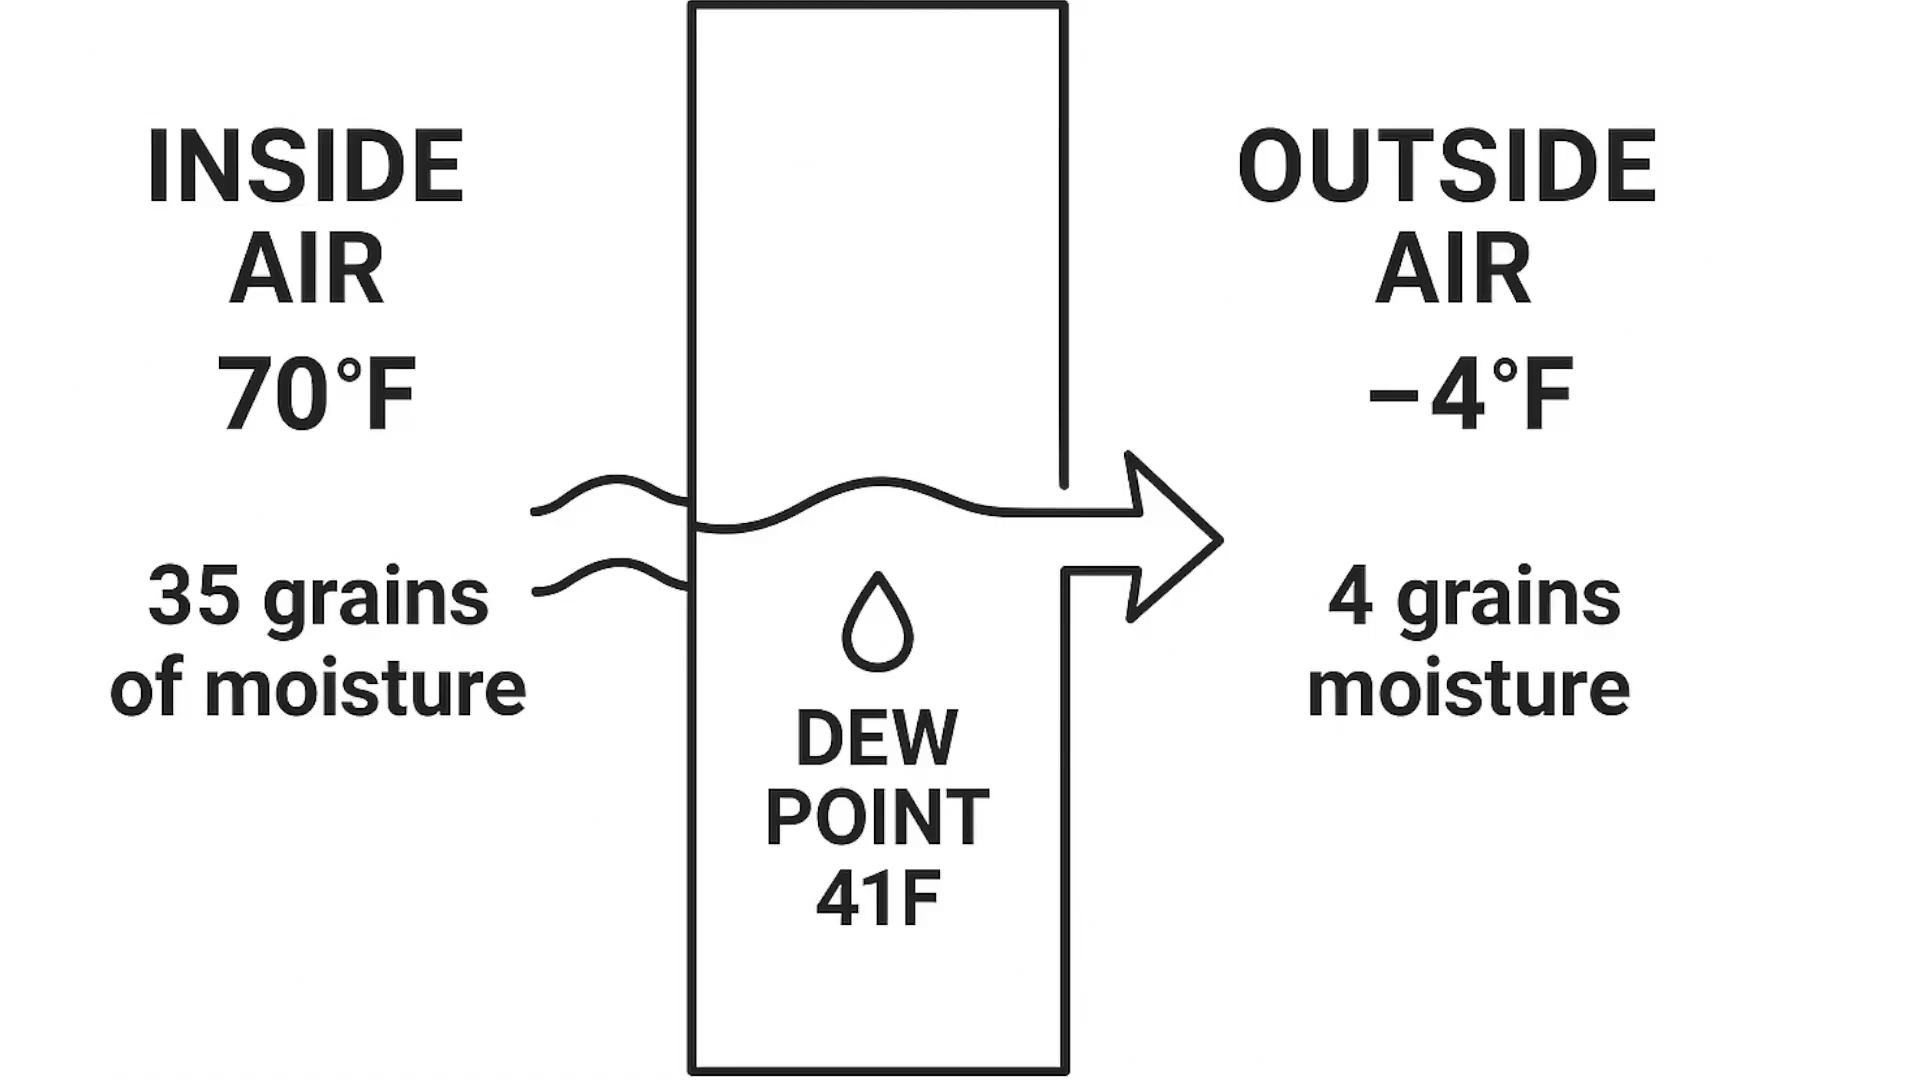 INSIDE
AIR
70°F
35 grains
of moisture
DEW
POINT
41F
OUTSIDE
AIR
–4°F
4 grains
moisture